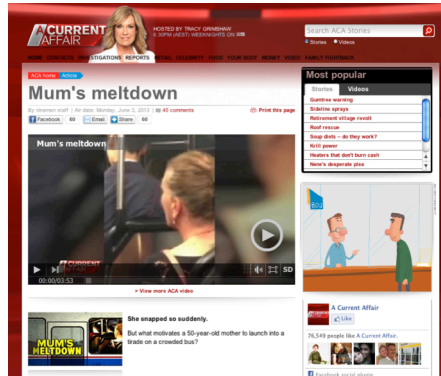 A CURRENT AFFAIR
HOSTED BY TRACY GRIMSHAW
6.30PM (AEST) WEEKNIGHTS ON
Search ACA Stories
Stories Videos
HOME CONTACTS INVESTIGATIONS REPORTS CELEBRITY FOOD YOUR BODY MONEY VIDEO FAMILY FEEDBACK
ACA home Article
Mum's meltdown
By ninemsn staff | Air date: Monday, June 3, 2013 | 45 comments
Print this page
Facebook 60 Email Share 60
Mum's meltdown
A CURRENT AFFAIR
00:00/03:53
SD
> View more ACA video
MUM'S MELTDOWN
She snapped so suddenly.
But what motivates a 50-year-old mother to launch into a
tirade on a crowded bus?
Most popular
Stories Videos
Gumtree warning
Sideline sprays
Retirement village revolt
Roof rescue
Soup diets – do they work?
Krill power
Heaters that don't burn cash
Nene's desperate plea
A Current Affair
Like
76,549 people like A Current Affair.
Facebook social plugin